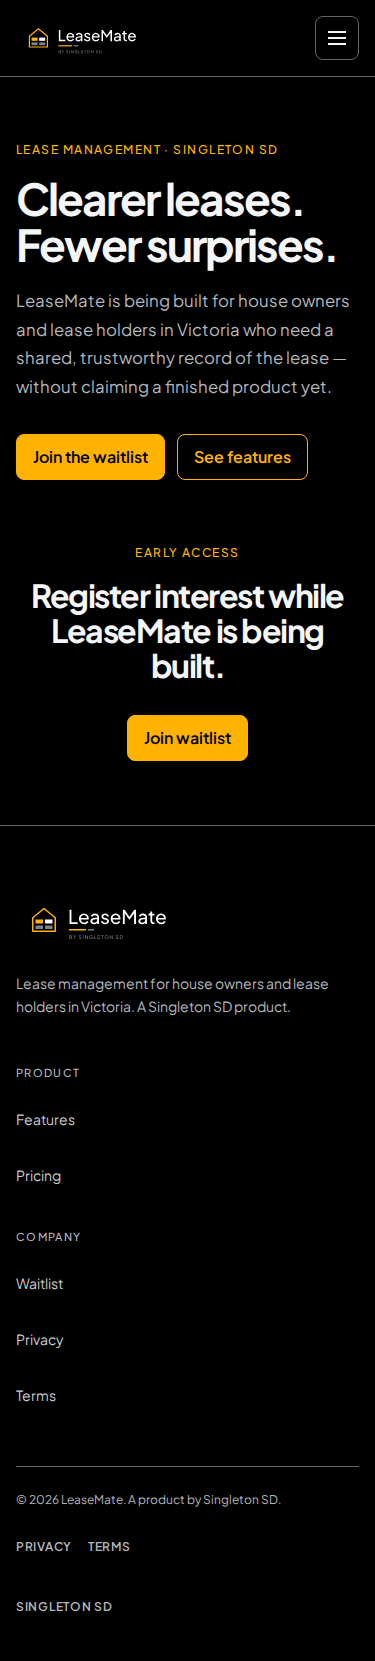 LeaseMate
BY SINGLETON SD
LEASE MANAGEMENT · SINGLETON SD
Clearer leases.
Fewer surprises.
LeaseMate is being built for house owners
and lease holders in Victoria who need a
shared, trustworthy record of the lease —
without claiming a finished product yet.
Join the waitlist
See features
EARLY ACCESS
Register interest while
LeaseMate is being
built.
Join waitlist
LeaseMate
BY SINGLETON SD
Lease management for house owners and lease
holders in Victoria. A Singleton SD product.
PRODUCT
Features
Pricing
COMPANY
Waitlist
Privacy
Terms
© 2026 LeaseMate. A product by Singleton SD.
PRIVACY TERMS
SINGLETON SD